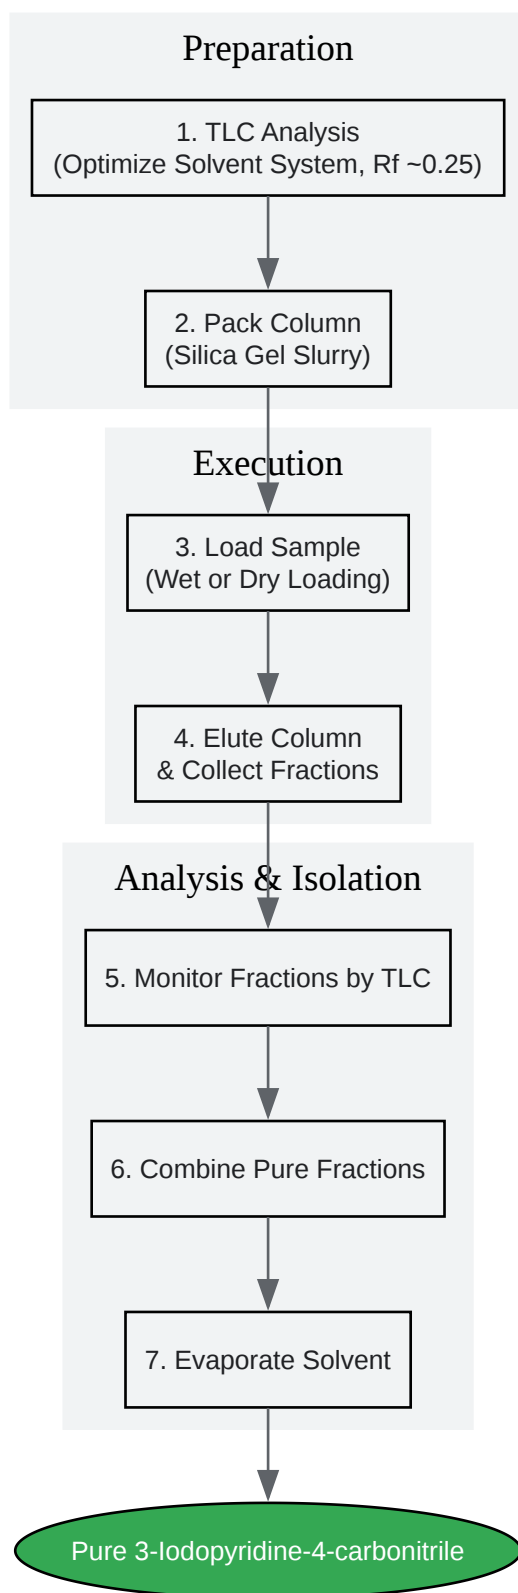 Preparation
1. TLC Analysis
(Optimize Solvent System, Rf ~0.25)
2. Pack Column
(Silica Gel Slurry)
Execution
3. Load Sample
(Wet or Dry Loading)
4. Elute Column
& Collect Fractions
Analysis & Isolation
5. Monitor Fractions by TLC
6. Combine Pure Fractions
7. Evaporate Solvent
Pure 3-Iodopyridine-4-carbonitrile